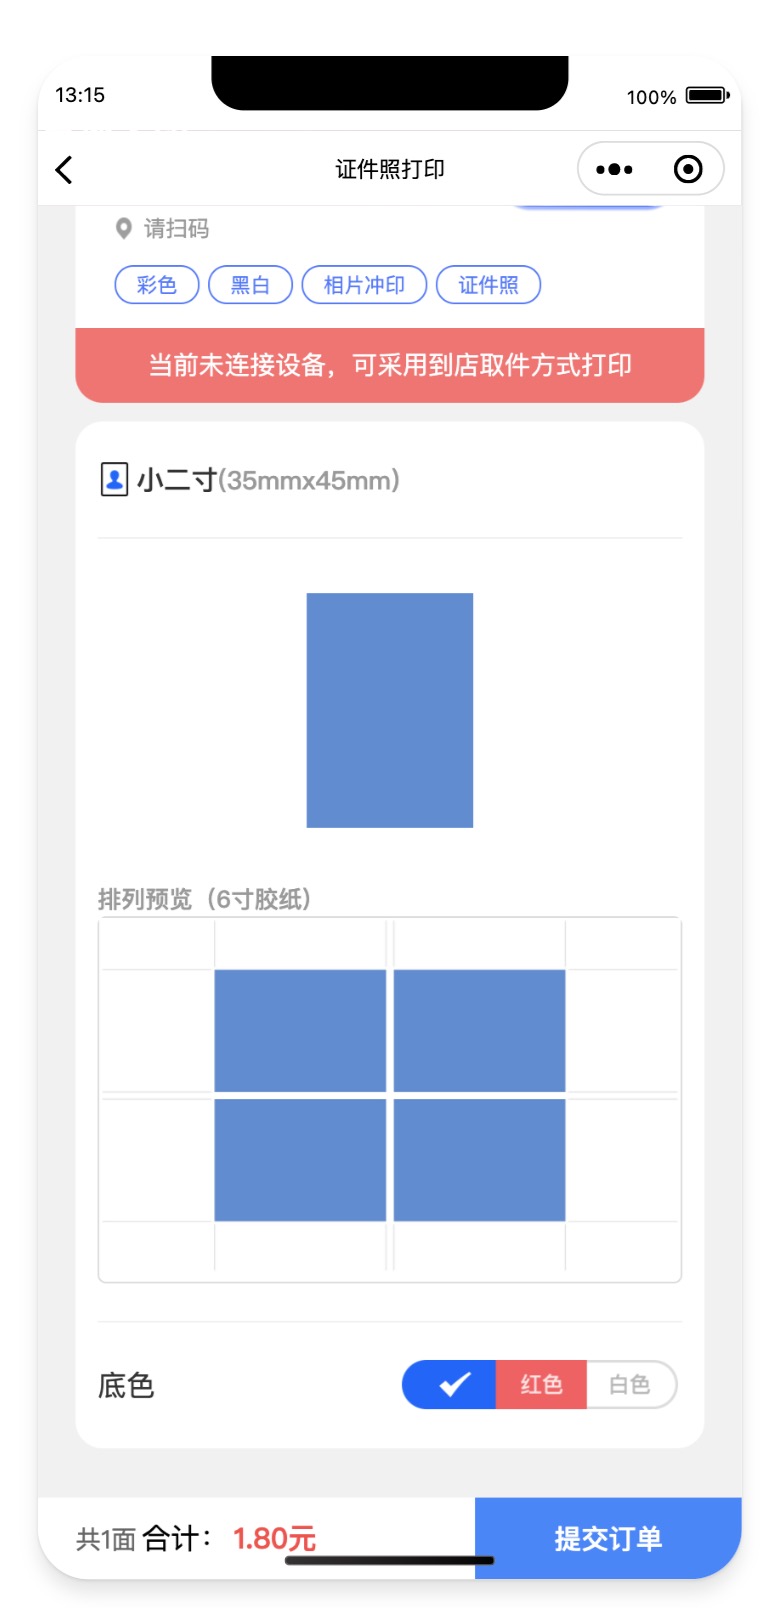 13:15
100%
证件照打印
请扫码
彩色 黑白 相片冲印 证件照
当前未连接设备，可采用到店取件方式打印
小二寸(35mmx45mm)
排列预览（6寸胶纸）
底色 红色 白色
共1面 合计： 1.80元 提交订单